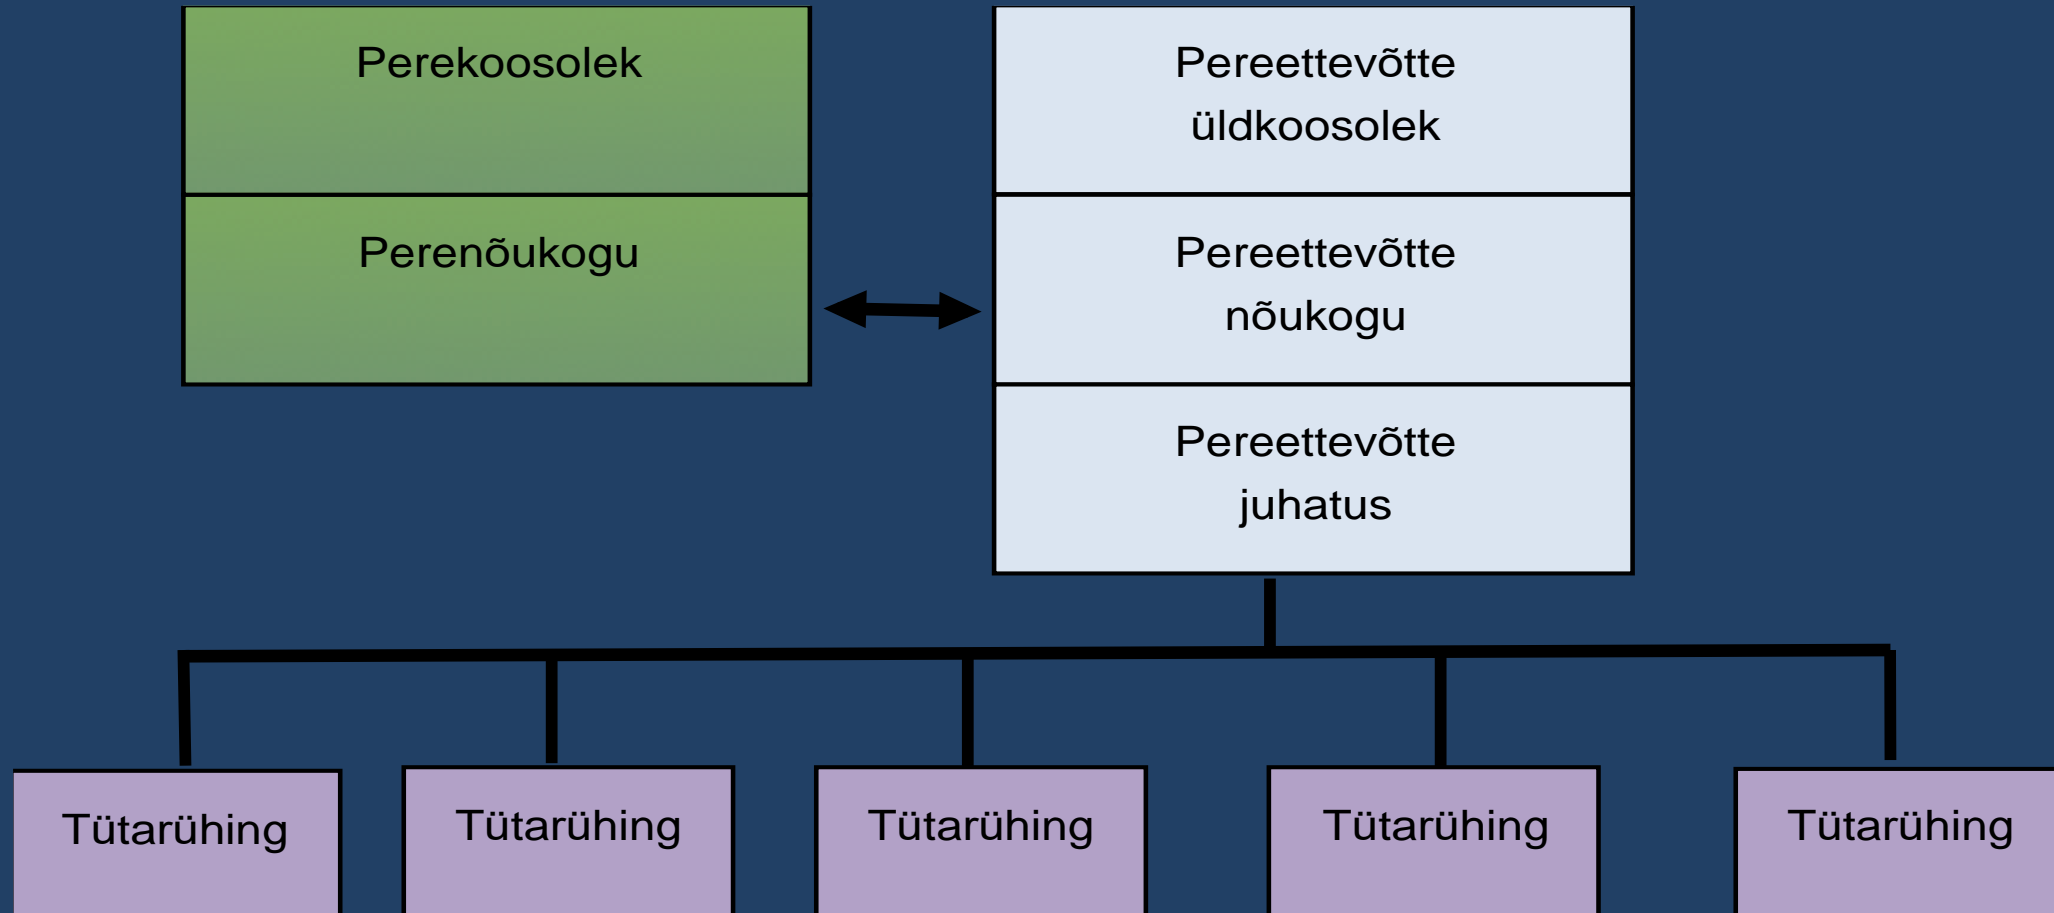 Perekoosolek
Perenõukogu
Pereettevõtte
üldkoosolek
Pereettevõtte
nõukogu
Pereettevõtte
juhatus
Tütarühing
Tütarühing
Tütarühing
Tütarühing
Tütarühing